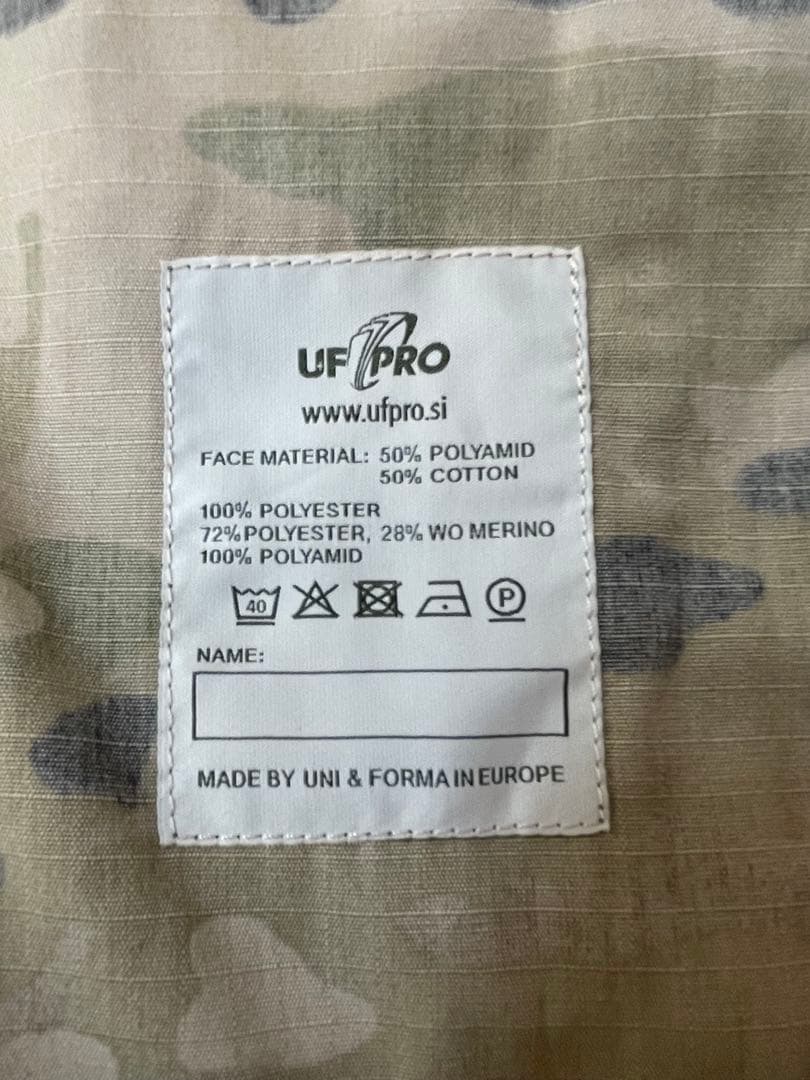 UF PRO
www.ufpro.si
FACE MATERIAL: 50% POLYAMID
50% COTTON
100% POLYESTER
72% POLYESTER, 28% WO MERINO
100% POLYAMID
40 P
NAME:
MADE BY UNI & FORMA IN EUROPE